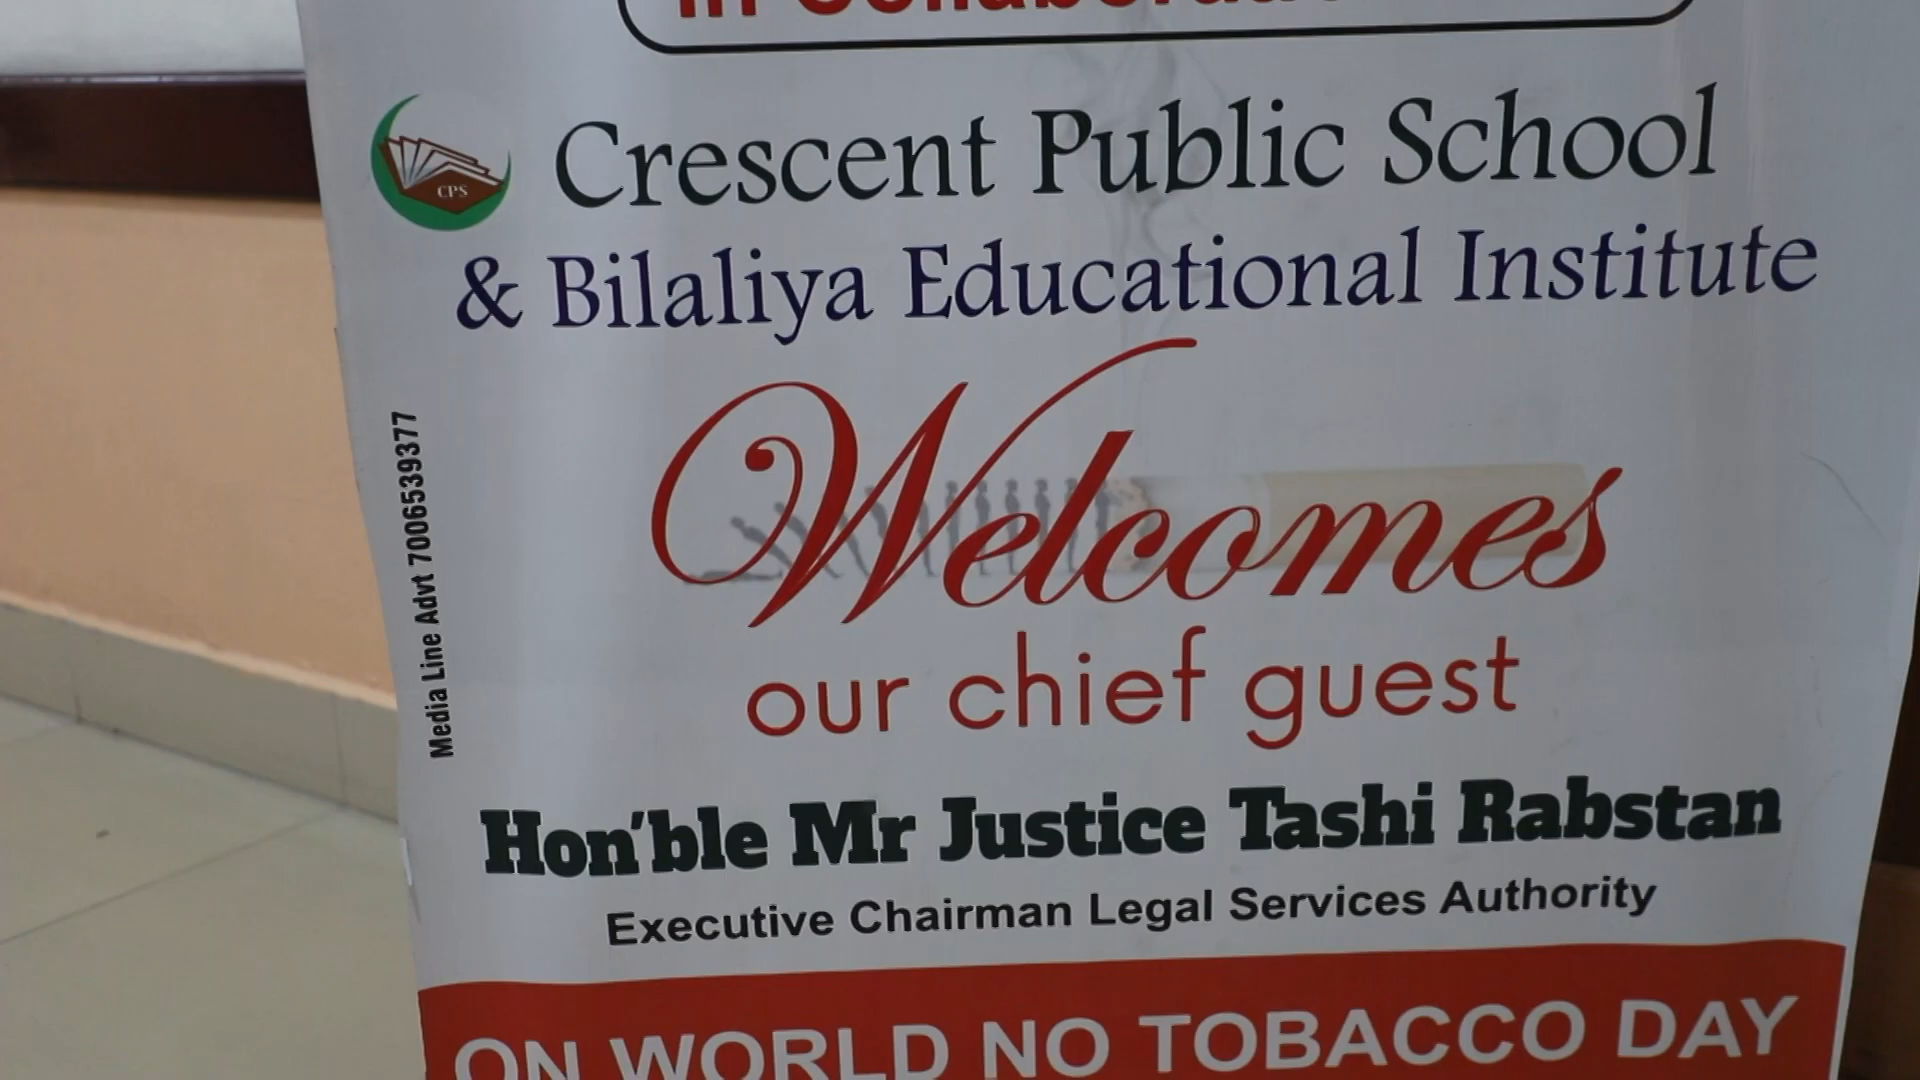 In Collaboration
CPS
Crescent Public School
& Bilaliya Educational Institute
Welcomes
our chief guest
Hon'ble Mr Justice Tashi Rabstan
Executive Chairman Legal Services Authority
ON WORLD NO TOBACCO DAY
Media Line Advt 7006539377